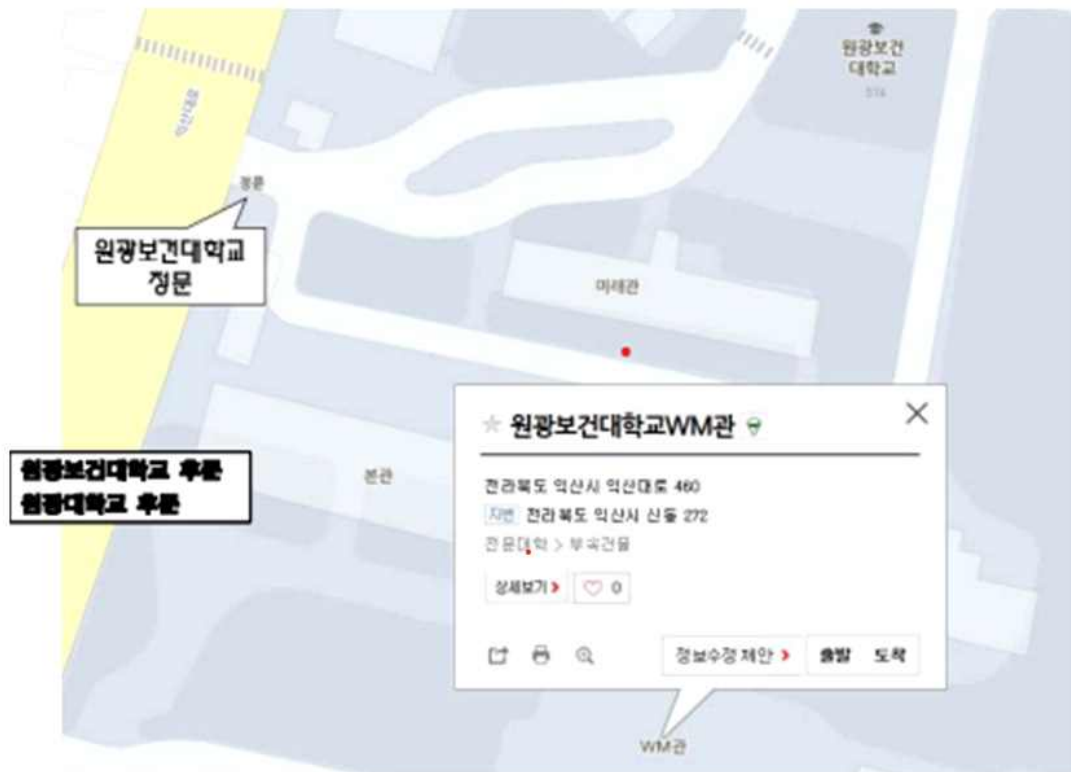 원광보건
대학교
익산대로
정문
원광보건대학교
정문
미래관
원광보건대학교WM관
전라북도 익산시 익산대로 460
지번 전라북도 익산시 신동 272
전문대학 > 부속건물
상세보기 >
0
정보수정 제안 >
출발 도착
본관
원광보건대학교 후문
원광대학교 후문
WM관